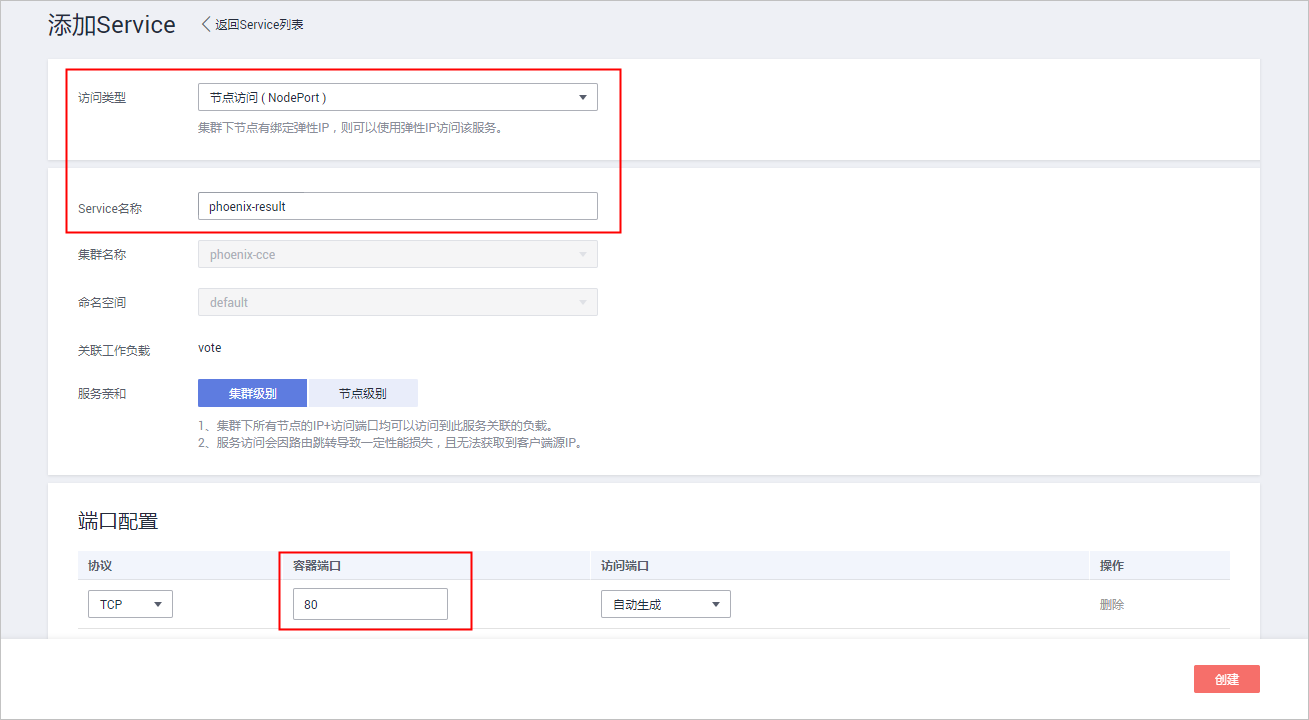 添加Service 返回Service列表
访问类型 节点访问 ( NodePort )
集群下节点有绑定弹性IP，则可以使用弹性IP访问该服务。
Service名称 phoenix-result
集群名称 phoenix-cce
命名空间 default
关联工作负载 vote
服务亲和 集群级别 节点级别
1、集群下所有节点的IP+访问端口均可以访问到此服务关联的负载。
2、服务访问会因路由跳转导致一定性能损失，且无法获取到客户端源IP。
端口配置
协议 容器端口 访问端口 操作
TCP 80 自动生成 删除
创建